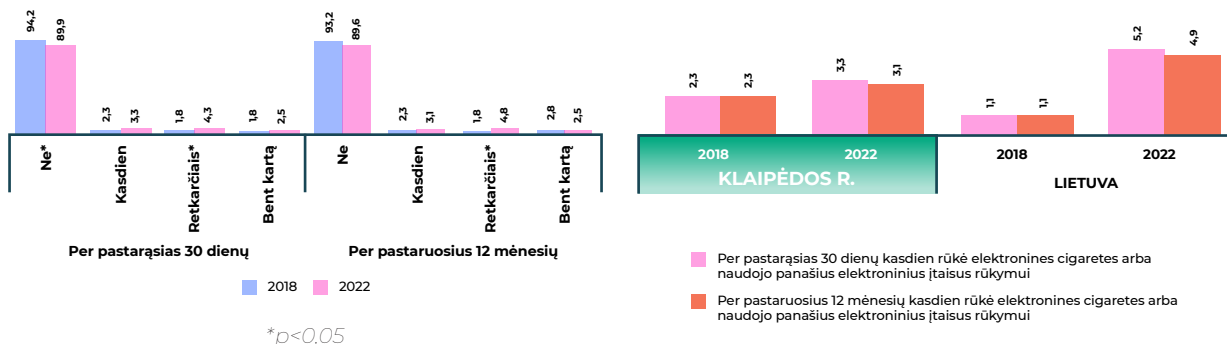 94,2
89,9
2,3
3,3
1,8
4,3
1,8
2,5
93,2
89,6
2,3
3,1
1,8
4,8
2,8
2,5
Ne*
Kasdien
Retkarčiais*
Bent kartą
Ne
Kasdien
Retkarčiais*
Bent kartą
Per pastarąsias 30 dienų
Per pastaruosius 12 mėnesių
2018
2022
*p<0,05
2,3
2,3
3,3
3,1
1,1
1,1
5,2
4,9
2018
2022
2018
2022
KLAIPĖDOS R.
LIETUVA
Per pastarąsias 30 dienų kasdien rūkė elektronines cigaretes arba
naudojo panašius elektroninius įtaisus rūkymui
Per pastaruosius 12 mėnesių kasdien rūkė elektronines cigaretes arba
naudojo panašius elektroninius įtaisus rūkymui